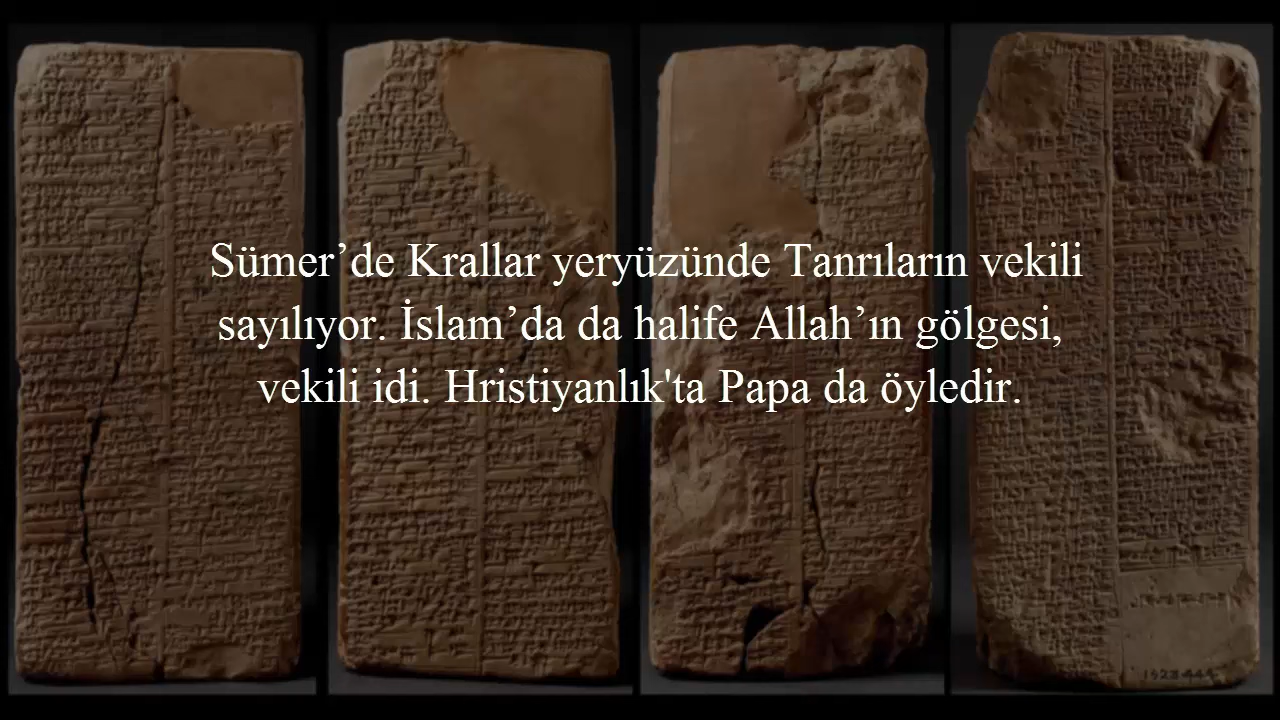 Sümer’de Krallar yeryüzünde Tanrıların vekili
sayılıyor. İslam’da da halife Allah’ın gölgesi,
vekili idi. Hristiyanlık'ta Papa da öyledir.